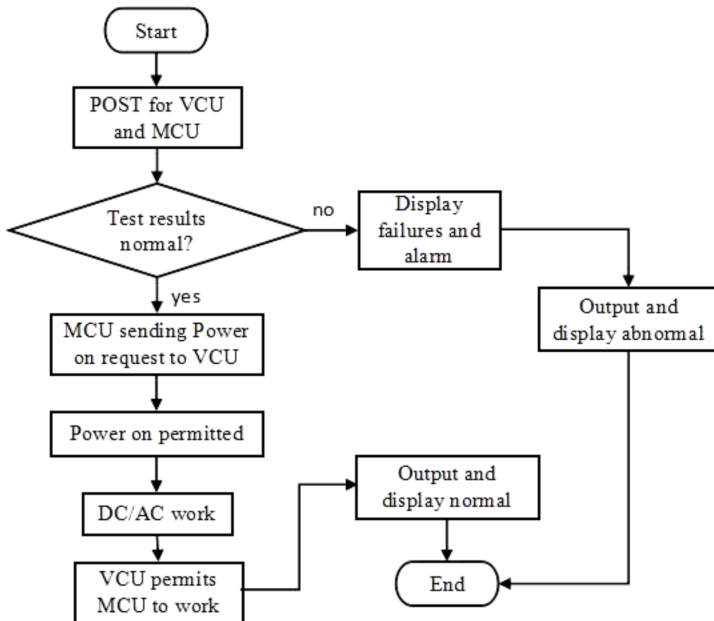 Start
POST for VCU
and MCU
Test results
normal?
no
Display
failures and
alarm
yes
Output and
display abnormal
MCU sending Power
on request to VCU
Power on permitted
Output and
display normal
DC/AC work
VCU permits
MCU to work
End